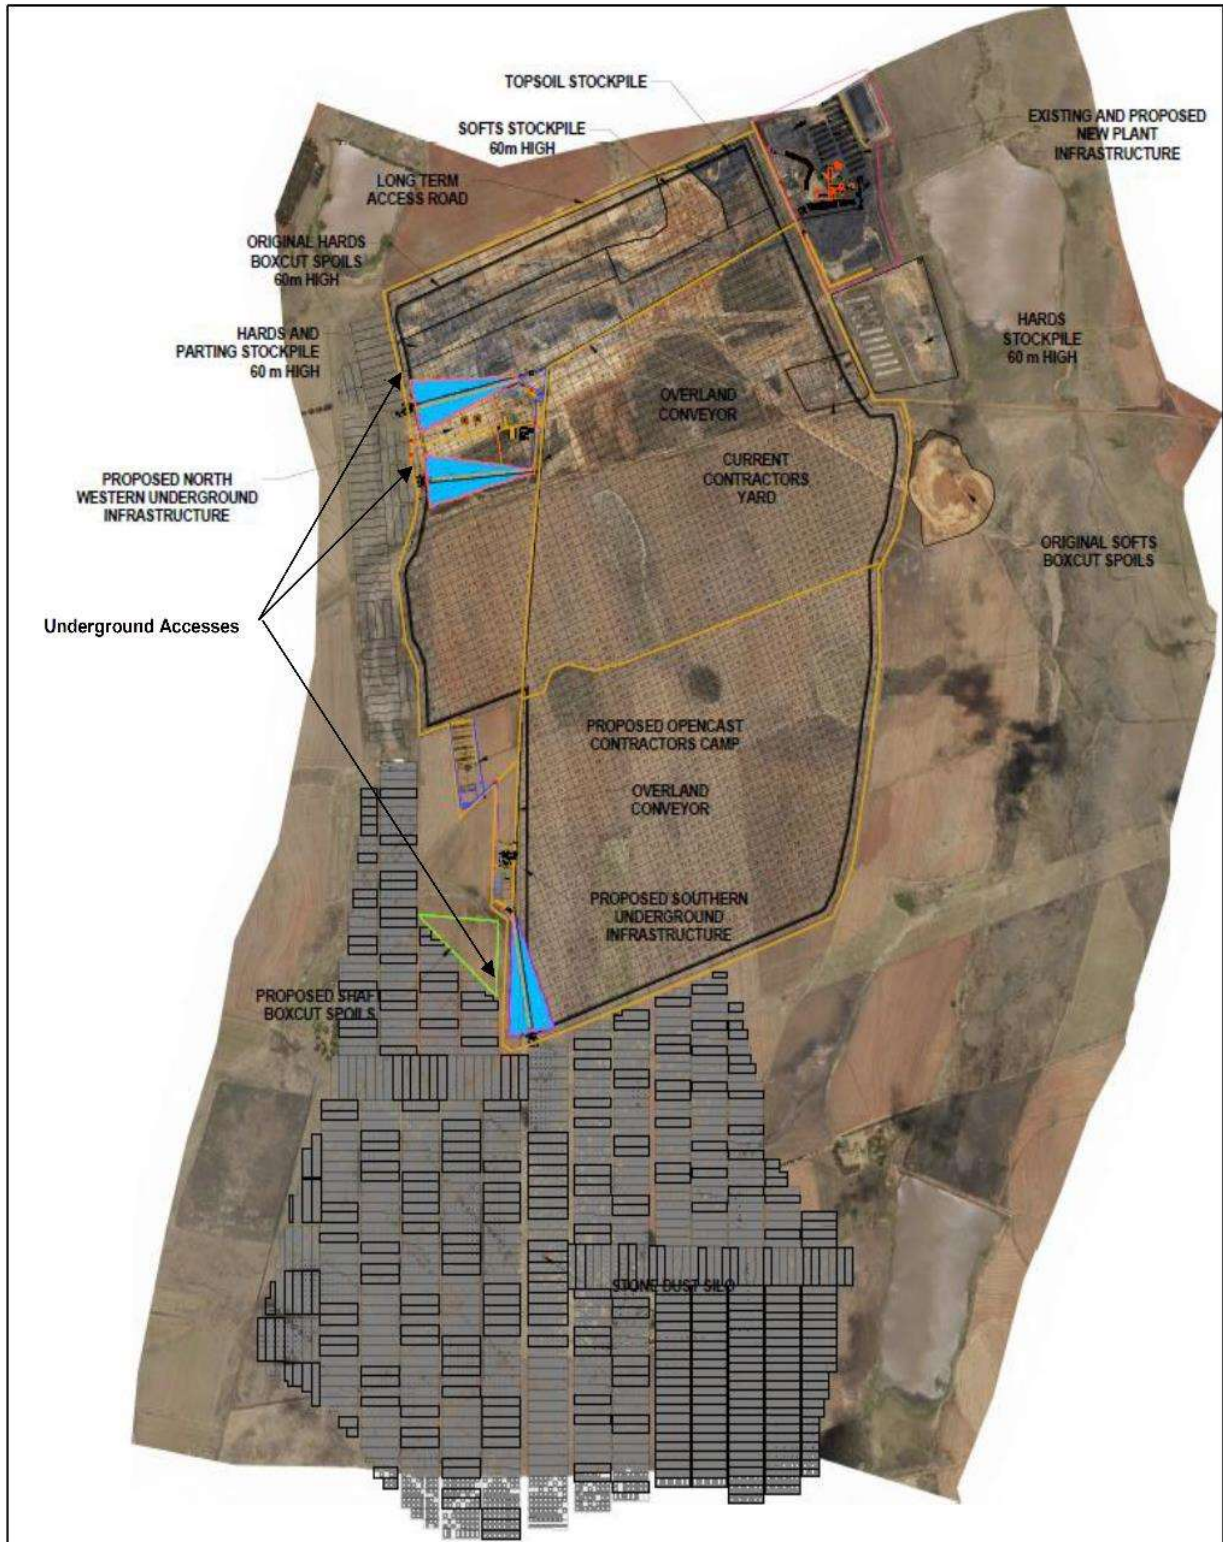 TOPSOIL STOCKPILE
SOFTS STOCKPILE
60m HIGH
EXISTING AND PROPOSED
NEW PLANT
INFRASTRUCTURE
LONG TERM
ACCESS ROAD
ORIGINAL HARDS
BOXCUT SPOILS
60m HIGH
HARDS AND
PARTING STOCKPILE
60 m HIGH
HARDS
STOCKPILE
60 m HIGH
OVERLAND
CONVEYOR
CURRENT
CONTRACTORS
YARD
PROPOSED NORTH
WESTERN UNDERGROUND
INFRASTRUCTURE
ORIGINAL SOFTS
BOXCUT SPOILS
Underground Accesses
PROPOSED OPENCAST
CONTRACTORS CAMP
OVERLAND
CONVEYOR
PROPOSED SOUTHERN
UNDERGROUND
INFRASTRUCTURE
PROPOSED SHAFT
BOXCUT SPOILS
STONE DUST SILO